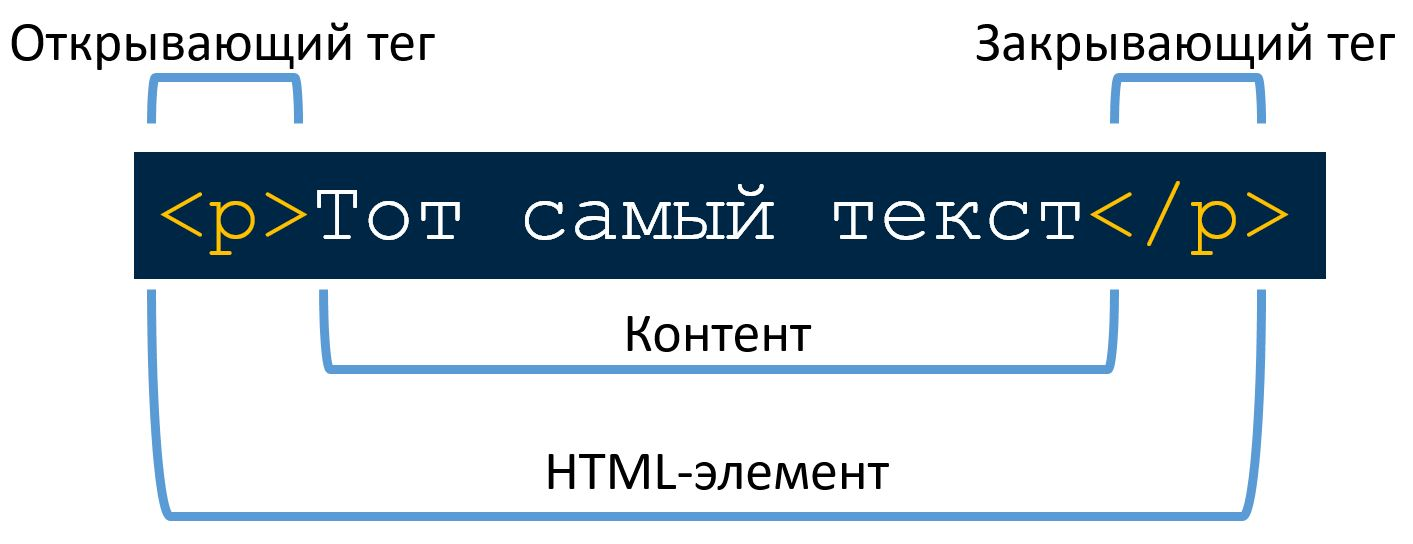 Открывающий тег Закрывающий тег
<p>Тот самый текст</p>
Контент
HTML-элемент